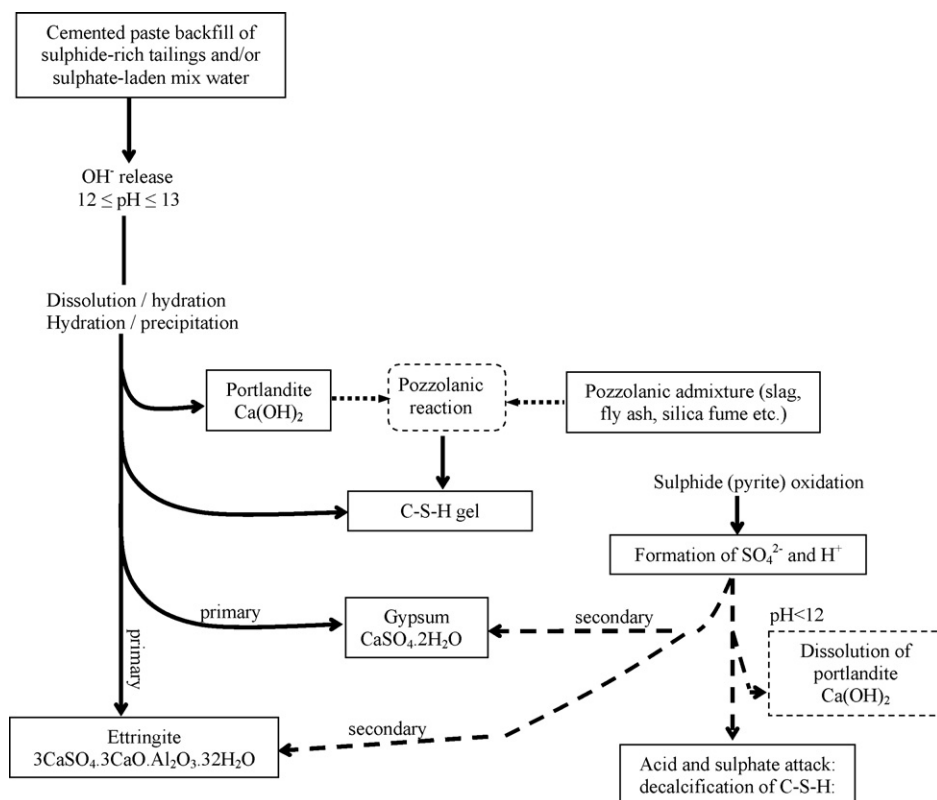 Cemented paste backfill of
sulphide-rich tailings and/or
sulphate-laden mix water
OH⁻ release
12 ≤ pH ≤ 13
Dissolution / hydration
Hydration / precipitation
Portlandite
Ca(OH)₂
Pozzolanic
reaction
Pozzolanic admixture (slag,
fly ash, silica fume etc.)
C-S-H gel
Sulphide (pyrite) oxidation
Formation of SO₄²⁻ and H⁺
primary
Gypsum
CaSO₄.2H₂O
secondary
pH<12
Dissolution of
portlandite
Ca(OH)₂
primary
Ettringite
3CaSO₄.3CaO.Al₂O₃.32H₂O
secondary
Acid and sulphate attack:
decalcification of C-S-H: